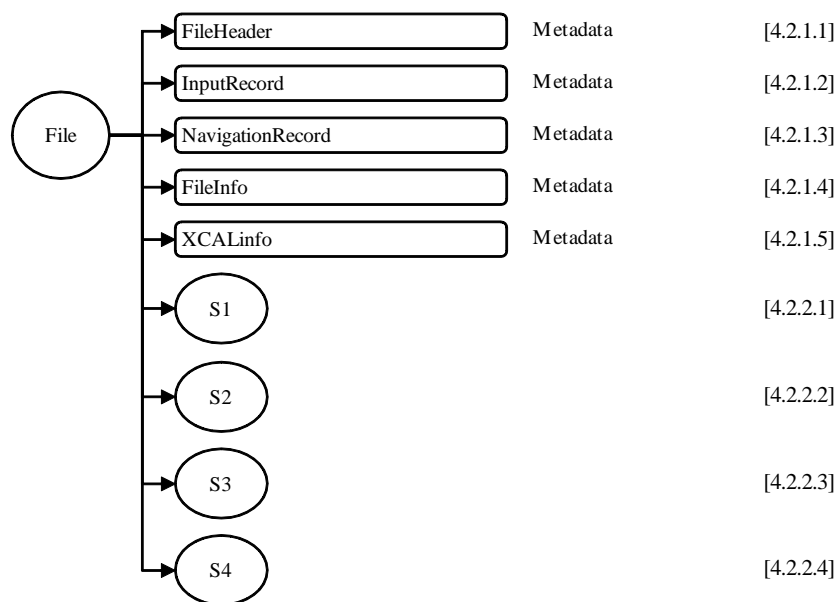 FileHeader Metadata [4.2.1.1]
InputRecord Metadata [4.2.1.2]
File
NavigationRecord Metadata [4.2.1.3]
FileInfo Metadata [4.2.1.4]
XCALinfo Metadata [4.2.1.5]
S1 [4.2.2.1]
S2 [4.2.2.2]
S3 [4.2.2.3]
S4 [4.2.2.4]